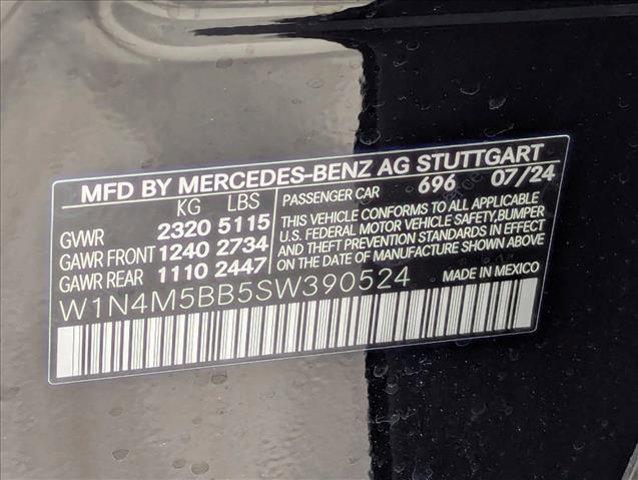 MFD BY MERCEDES-BENZ AG STUTTGART
KG LBS
GVWR 2320 5115
GAWR FRONT 1240 2734
GAWR REAR 1110 2447
PASSENGER CAR 696 07/24
THIS VEHICLE CONFORMS TO ALL APPLICABLE
U.S. FEDERAL MOTOR VEHICLE SAFETY, BUMPER
AND THEFT PREVENTION STANDARDS IN EFFECT
ON THE DATE OF MANUFACTURE SHOWN ABOVE
W1N4M5BB5SW390524
MADE IN MEXICO